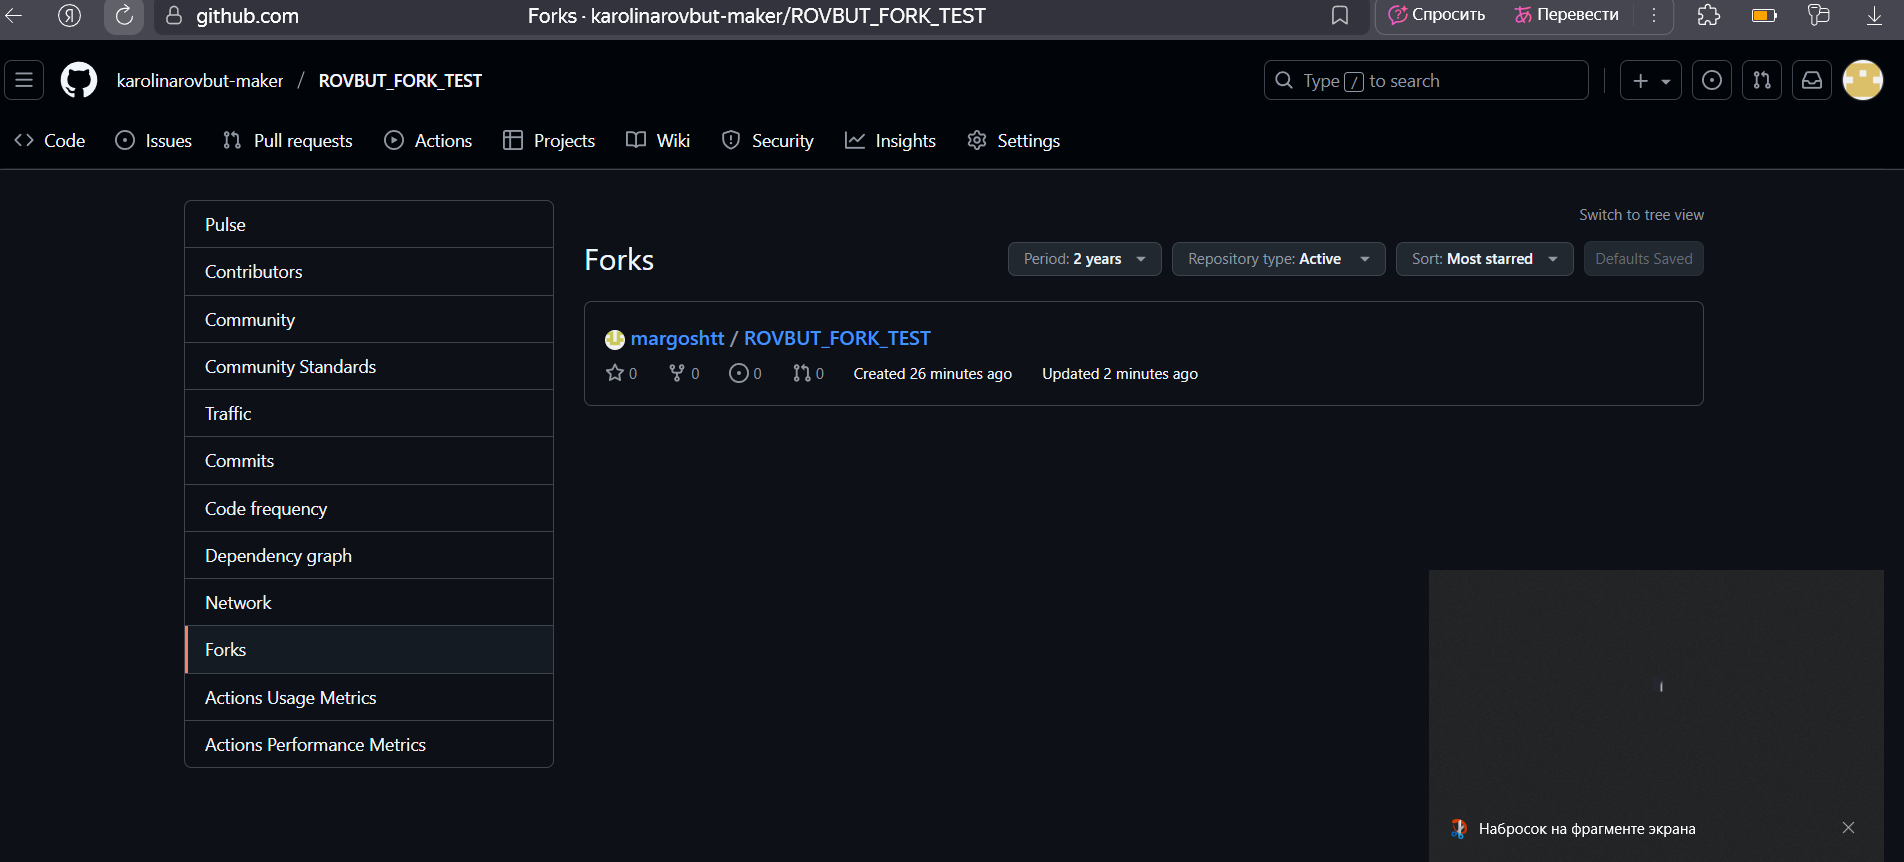 github.com
Forks · karolinarovbut-maker/ROVBUT_FORK_TEST
Спросить
Перевести
karolinarovbut-maker / ROVBUT_FORK_TEST
Type / to search
Code
Issues
Pull requests
Actions
Projects
Wiki
Security
Insights
Settings
Pulse
Contributors
Community
Community Standards
Traffic
Commits
Code frequency
Dependency graph
Network
Forks
Actions Usage Metrics
Actions Performance Metrics
Switch to tree view
Forks
Period: 2 years
Repository type: Active
Sort: Most starred
Defaults Saved
margoshtt / ROVBUT_FORK_TEST
0 0 0 0 Created 26 minutes ago Updated 2 minutes ago
Набросок на фрагменте экрана